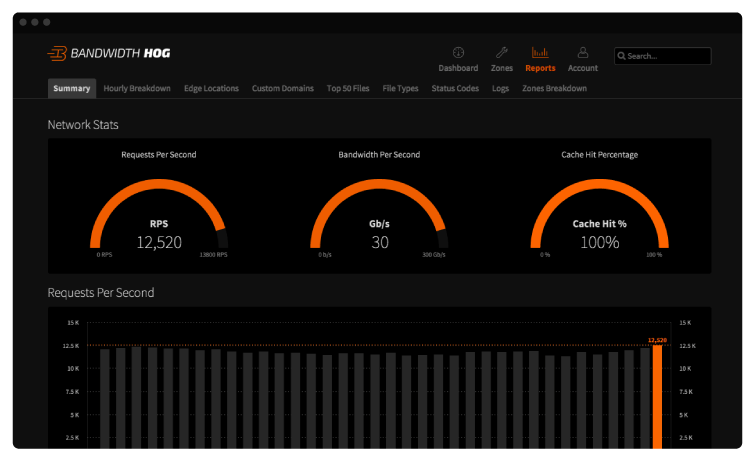 BANDWIDTH HOG
Dashboard Zones Reports Account Search...
Summary Hourly Breakdown Edge Locations Custom Domains Top 50 Files File Types Status Codes Logs Zones Breakdown
Network Stats
Requests Per Second Bandwidth Per Second Cache Hit Percentage
RPS Gb/s Cache Hit %
12,520 30 100%
0 RPS 13800 RPS 0 b/s 300 Gb/s 0 % 100 %
Requests Per Second
15 K 15 K
12,520
12.5 K 12.5 K
10 K 10 K
7.5 K 7.5 K
5 K 5 K
2.5 K 2.5 K